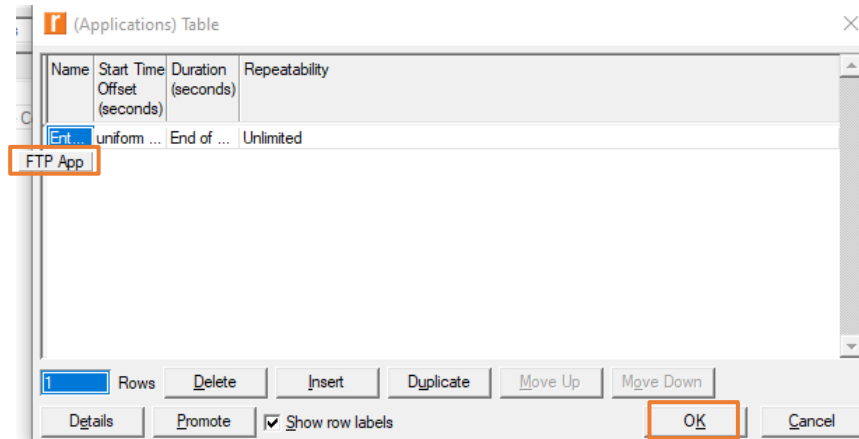 (Applications) Table
Name Start Time Duration Repeatability
Offset (seconds)
(seconds)
Ent... uniform ... End of ... Unlimited
FTP App
1 Rows Delete Insert Duplicate Move Up Move Down
Details Promote Show row labels OK Cancel